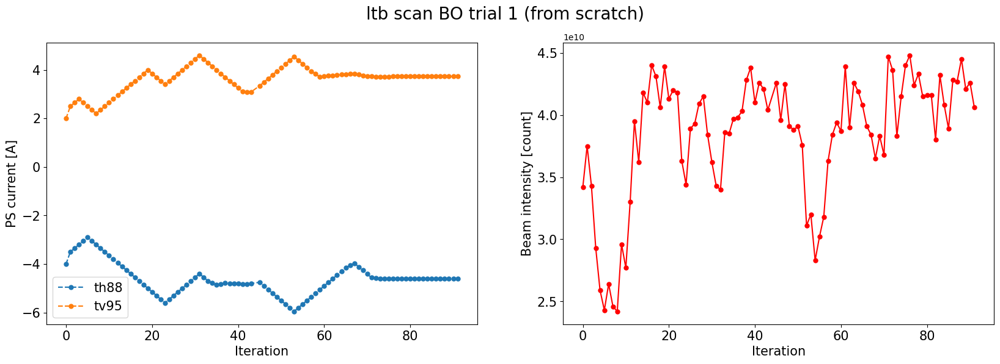 ltb scan BO trial 1 (from scratch)
PS current [A]
4
2
0
−2
−4
−6
th88
tv95
0 20 40 60 80
Iteration
1e10
Beam intensity [count]
4.5
4.0
3.5
3.0
2.5
0 20 40 60 80
Iteration